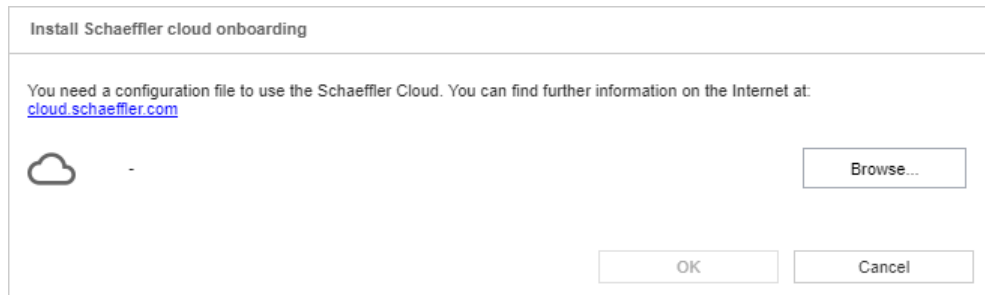 Install Schaeffler cloud onboarding
You need a configuration file to use the Schaeffler Cloud. You can find further information on the Internet at:
cloud.schaeffler.com
-
Browse...
OK
Cancel